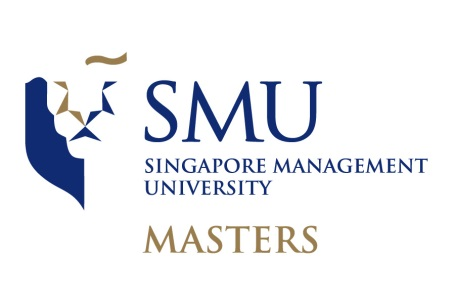 SMU
SINGAPORE MANAGEMENT
UNIVERSITY
MASTERS